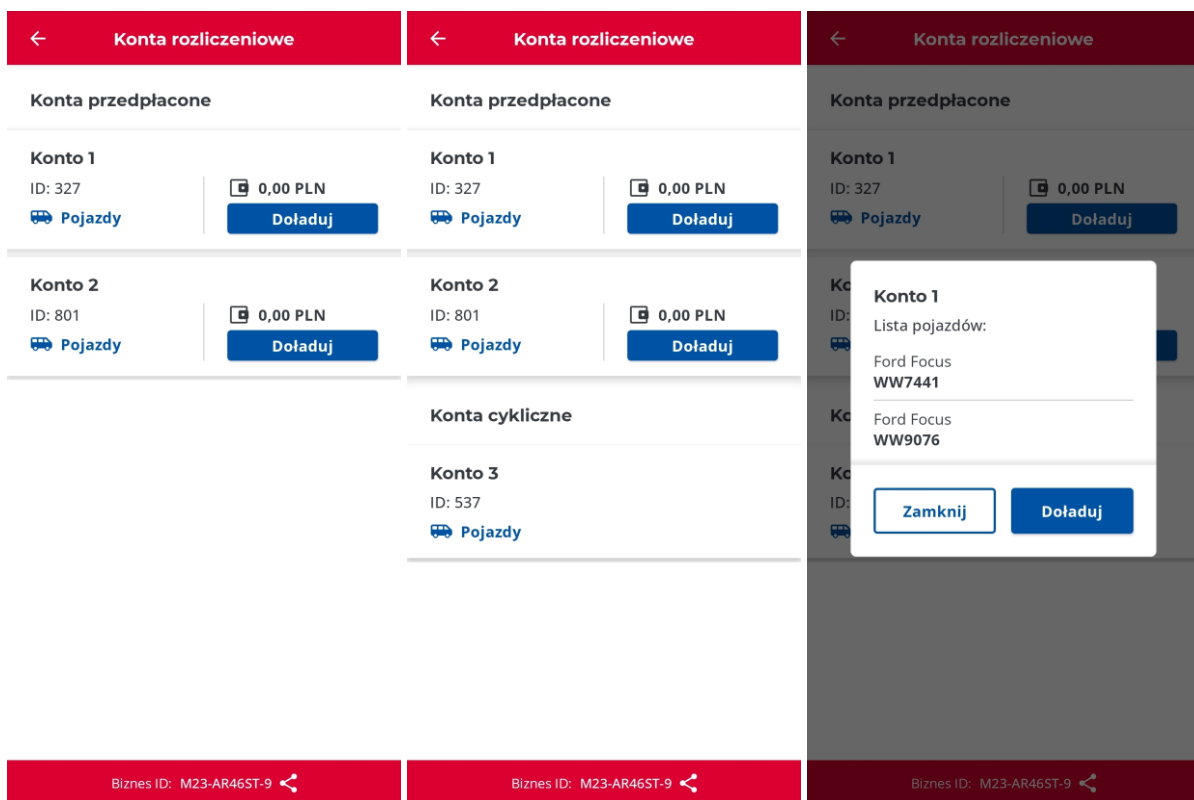 Konta rozliczeniowe
Konta przedpłacone
Konto 1
ID: 327
0,00 PLN
Pojazdy
Doładuj
Konto 2
ID: 801
0,00 PLN
Pojazdy
Doładuj
Biznes ID: M23-AR46ST-9
Konta rozliczeniowe
Konta przedpłacone
Konto 1
ID: 327
0,00 PLN
Pojazdy
Doładuj
Konto 2
ID: 801
0,00 PLN
Pojazdy
Doładuj
Konta cykliczne
Konto 3
ID: 537
Pojazdy
Biznes ID: M23-AR46ST-9
Konta rozliczeniowe
Konta przedpłacone
Konto 1
ID: 327
0,00 PLN
Pojazdy
Doładuj
Konto 1
Lista pojazdów:
Ford Focus
WW7441
Ford Focus
WW9076
Zamknij
Doładuj
ID:
ID:
Biznes ID: M23-AR46ST-9